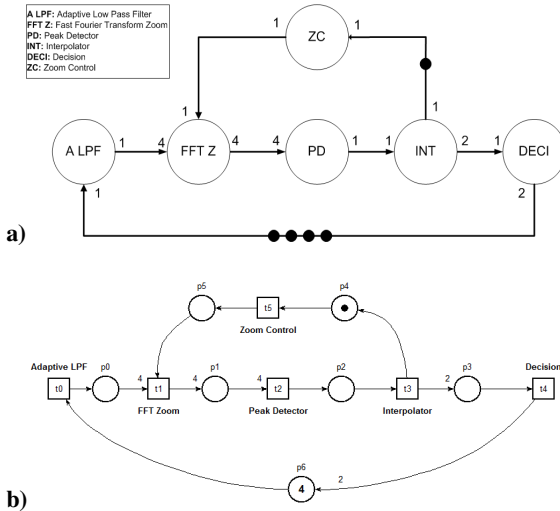 A LPF: Adaptive Low Pass Filter
FFT Z: Fast Fourier Transform Zoom
PD: Peak Detector
INT: Interpolator
DECI: Decision
ZC: Zoom Control
1 ZC 1
1 1
A LPF 1 4 FFT Z 4 4 PD 1 1 INT 2 1 DECI
1 2
a)
p5 p4
t5
Zoom Control
Adaptive LPF p0 p1 p2 p3 Decision
t0 4 t1 4 4 t2 t3 2 t4
FFT Zoom Peak Detector Interpolator
p6
4 2
b)